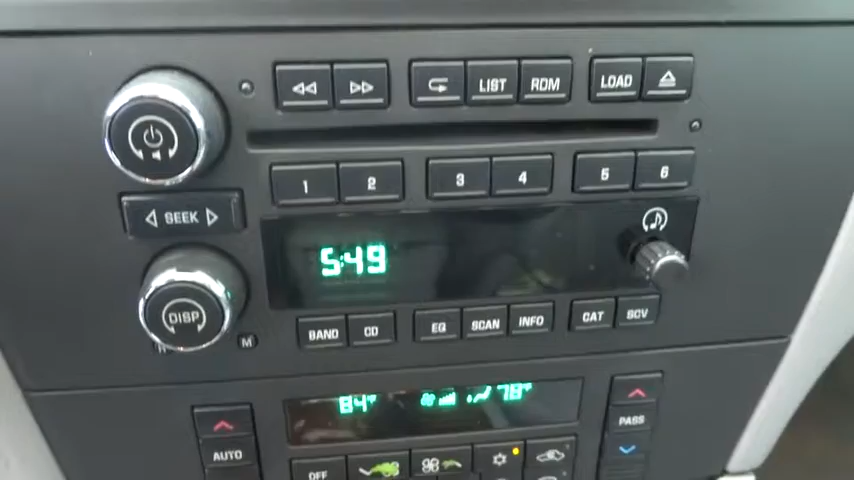 LIST RDM LOAD
1 2 3 4 5 6
SEEK
5:49
DISP
H M
BAND CD EQ SCAN INFO CAT SCV
84°F 78°F
PASS
AUTO
OFF